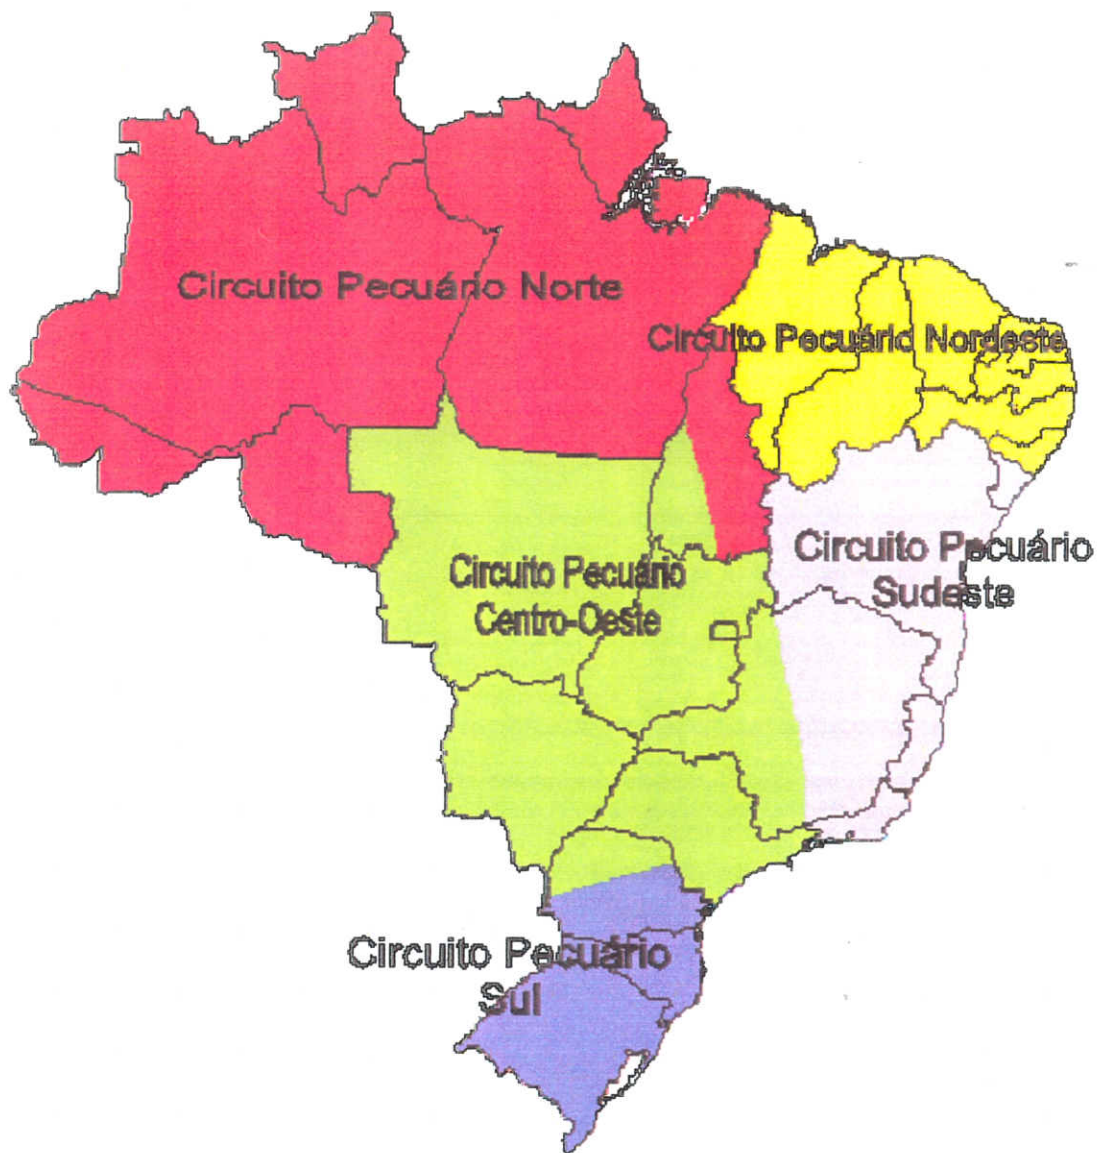 Circuito Pecuário Norte
Circuito Pecuário Nordeste
Circuito Pecuário
Sudeste
Circuito Pecuário
Centro-Oeste
Circuito Pecuário
Sul